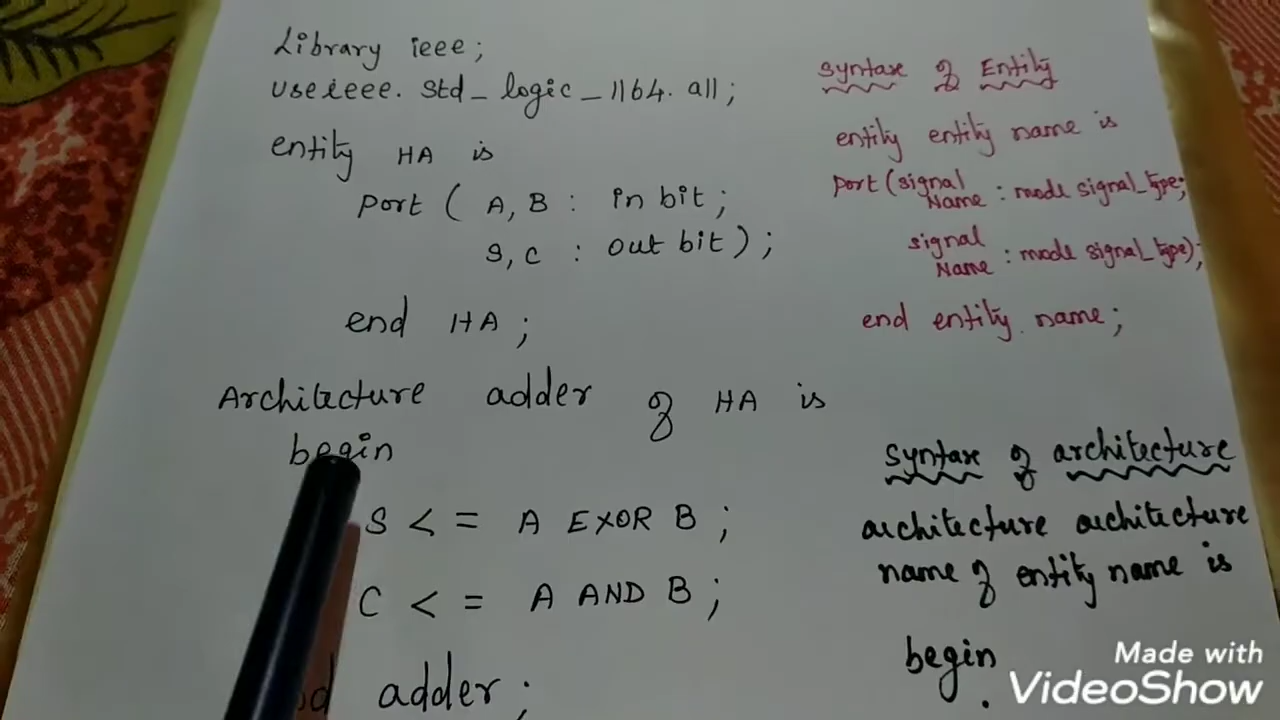 Library ieee;
use ieee. std_logic_1164. all;
entity HA is
port ( A, B : in bit;
S, C : out bit);
end HA;
Architecture adder of HA is
begin
S <= A EXOR B;
C <= A AND B;
adder;
syntax of Entity
entity entity name is
port (signal Name : mode signal_type;
signal Name : mode signal_type);
end entity name;
syntax of architecture
architecture architecture
name of entity name is
begin
Made with
VideoShow